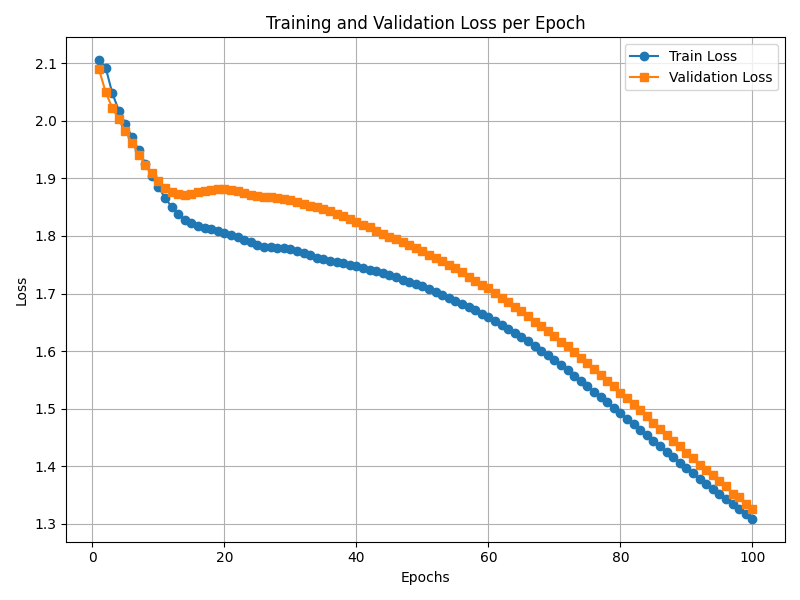 Training and Validation Loss per Epoch
Train Loss
Validation Loss
2.1
2.0
1.9
1.8
1.7
1.6
1.5
1.4
1.3
Loss
0 20 40 60 80 100
Epochs